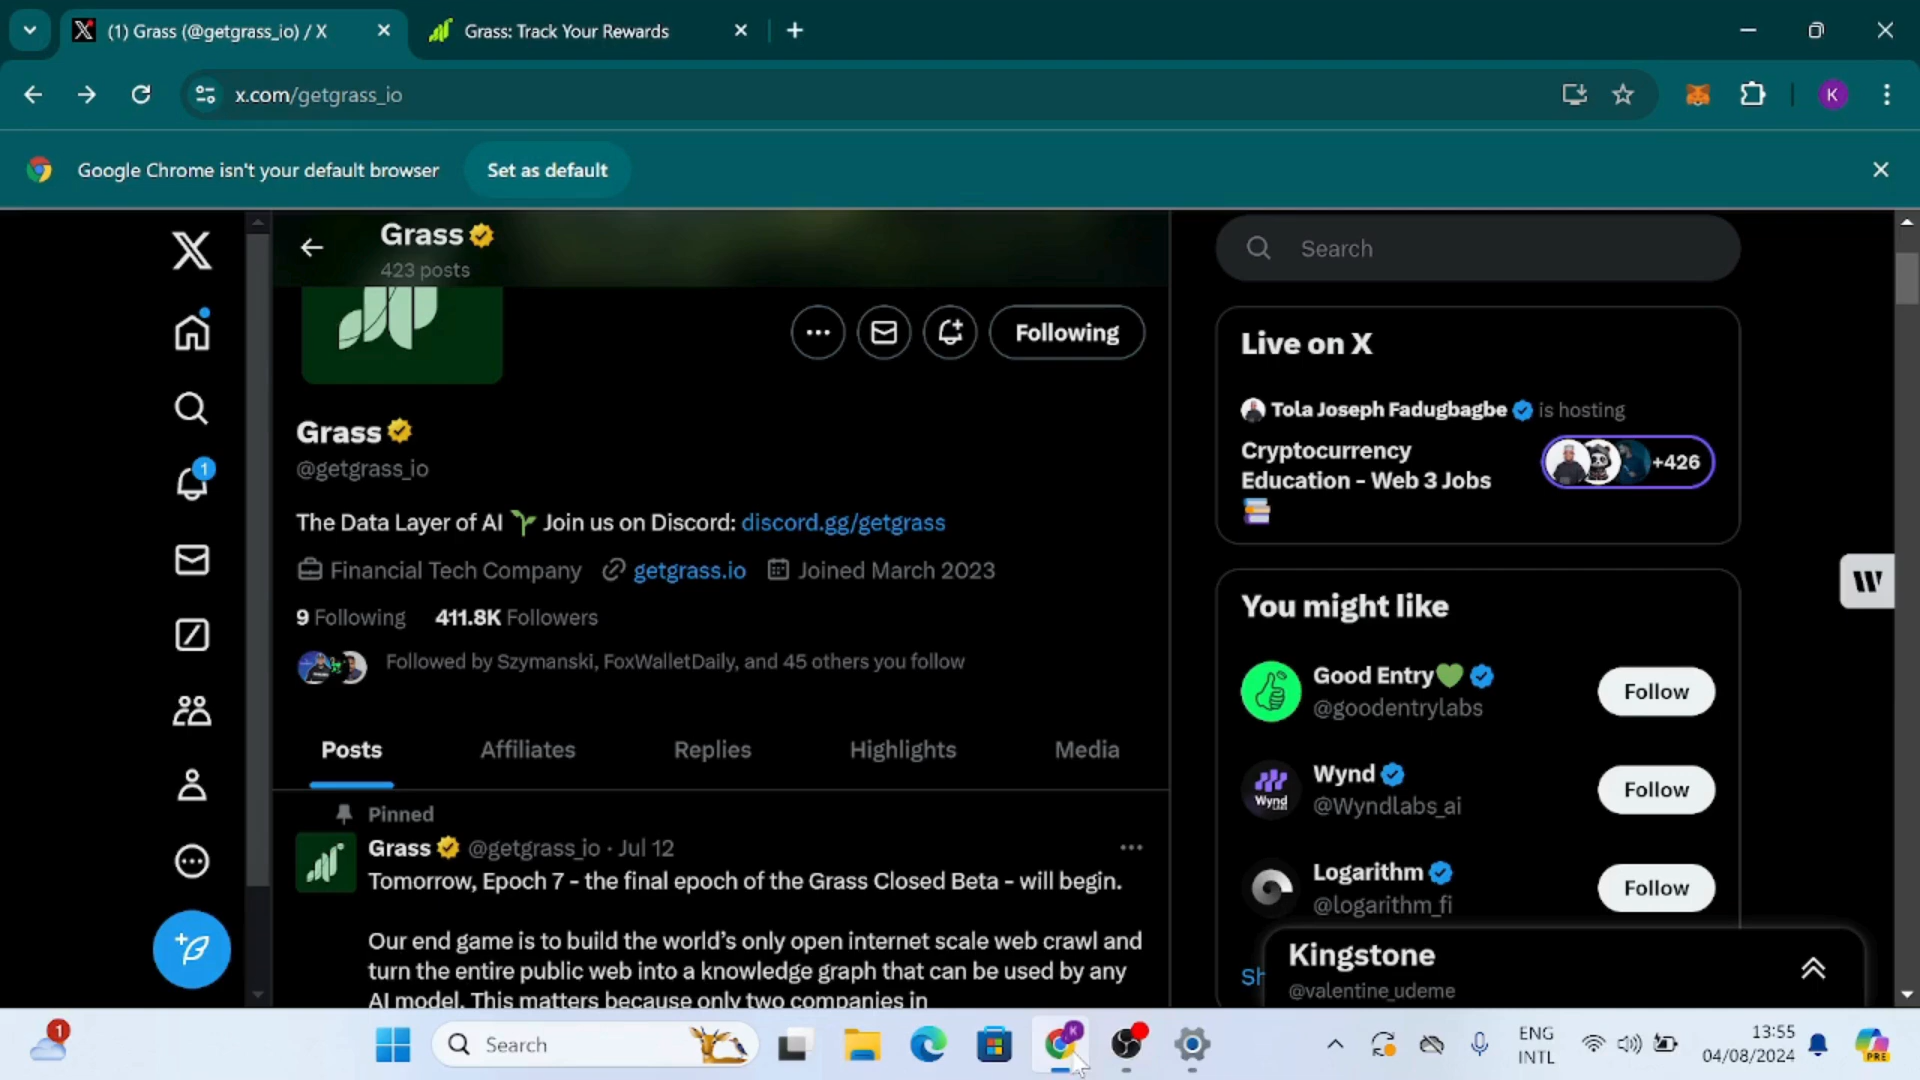 (1) Grass (@getgrass_io) / X
Grass: Track Your Rewards
x.com/getgrass_io
K
Google Chrome isn't your default browser
Set as default
Grass
423 posts
Search
Following
Live on X
Tola Joseph Fadugbagbe is hosting
Cryptocurrency
Education - Web 3 Jobs
+426
Grass
@getgrass_io
1
The Data Layer of AI Join us on Discord: discord.gg/getgrass
Financial Tech Company getgrass.io Joined March 2023
9 Following 411.8K Followers
Followed by Szymanski, FoxWalletDaily, and 45 others you follow
Posts Affiliates Replies Highlights Media
Pinned
Grass @getgrass_io · Jul 12
Tomorrow, Epoch 7 - the final epoch of the Grass Closed Beta - will begin.
Our end game is to build the world's only open internet scale web crawl and
turn the entire public web into a knowledge graph that can be used by any
AI model. This matters because only two companies in
You might like
Good Entry
@goodentrylabs
Follow
Wynd
@Wyndlabs_ai
Follow
Wynd
Logarithm
@logarithm_fi
Follow
Sh
Kingstone
@valentine_udeme
W
1
Search
K
ENG
INTL
13:55
04/08/2024
PRE